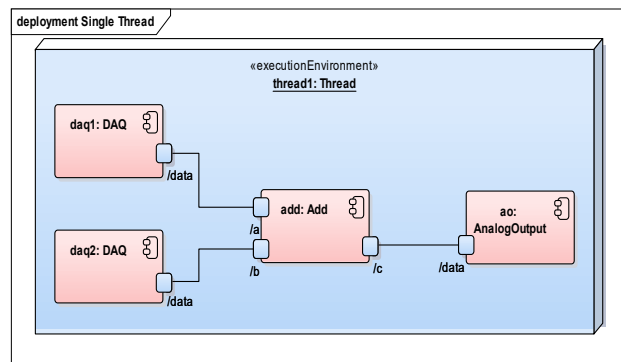 deployment Single Thread
«executionEnvironment»
thread1: Thread
daq1: DAQ
/data
add: Add
/a
/b
/c
ao:
AnalogOutput
/data
daq2: DAQ
/data